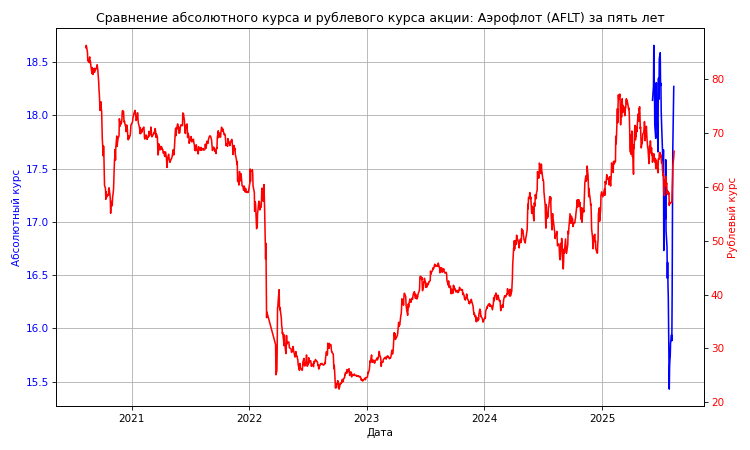 Сравнение абсолютного курса и рублевого курса акции: Аэрофлот (AFLT) за пять лет
18.5
18.0
17.5
17.0
16.5
16.0
15.5
Абсолютный курс
80
70
60
50
40
30
20
Рублевый курс
2021 2022 2023 2024 2025
Дата